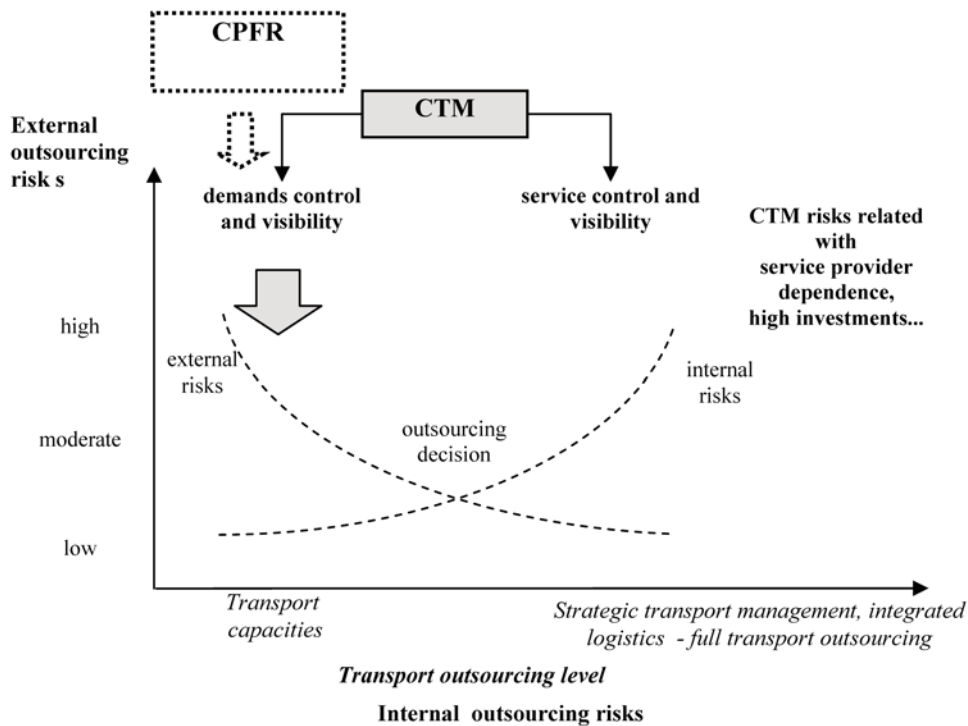 CPFR
CTM
External
outsourcing
risk s
demands control
and visibility
service control and
visibility
CTM risks related
with
service provider
dependence,
high investments...
high
external
risks
internal
risks
moderate
outsourcing
decision
low
Transport
capacities
Strategic transport management, integrated
logistics - full transport outsourcing
Transport outsourcing level
Internal outsourcing risks